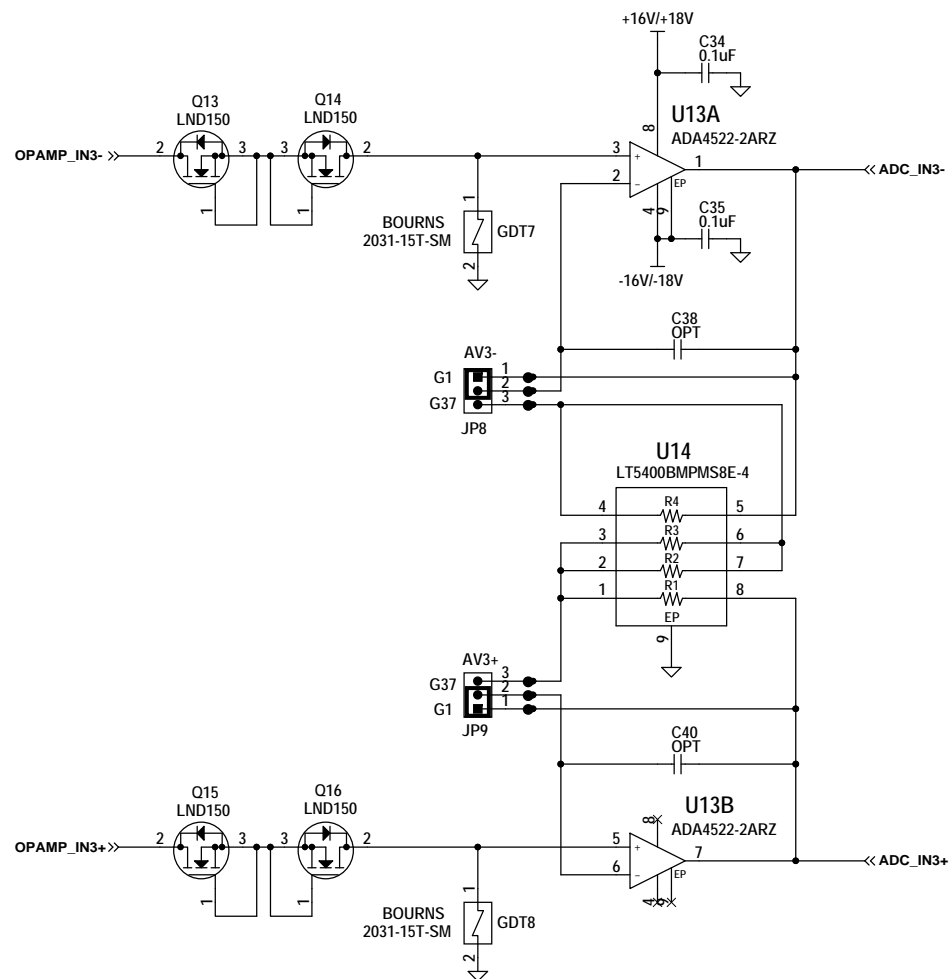 +16V/+18V
C34
0.1uF
Q13
LND150
Q14
LND150
U13A
ADA4522-2ARZ
8
OPAMP_IN3-
2
3
3
2
3
+
1
ADC_IN3-
2
−
EP
1
1
4
9
C35
0.1uF
1
BOURNS
2031-15T-SM
GDT7
2
-16V/-18V
C38
OPT
AV3-
G1
1
2
G37
3
JP8
U14
LT5400BMPMS8E-4
4
R4
5
3
R3
6
2
R2
7
1
R1
8
EP
9
AV3+
G37
3
2
G1
1
JP9
C40
OPT
Q15
LND150
Q16
LND150
U13B
ADA4522-2ARZ
8
OPAMP_IN3+
2
3
3
2
5
+
7
ADC_IN3+
6
−
EP
1
1
4
9
1
BOURNS
2031-15T-SM
GDT8
2